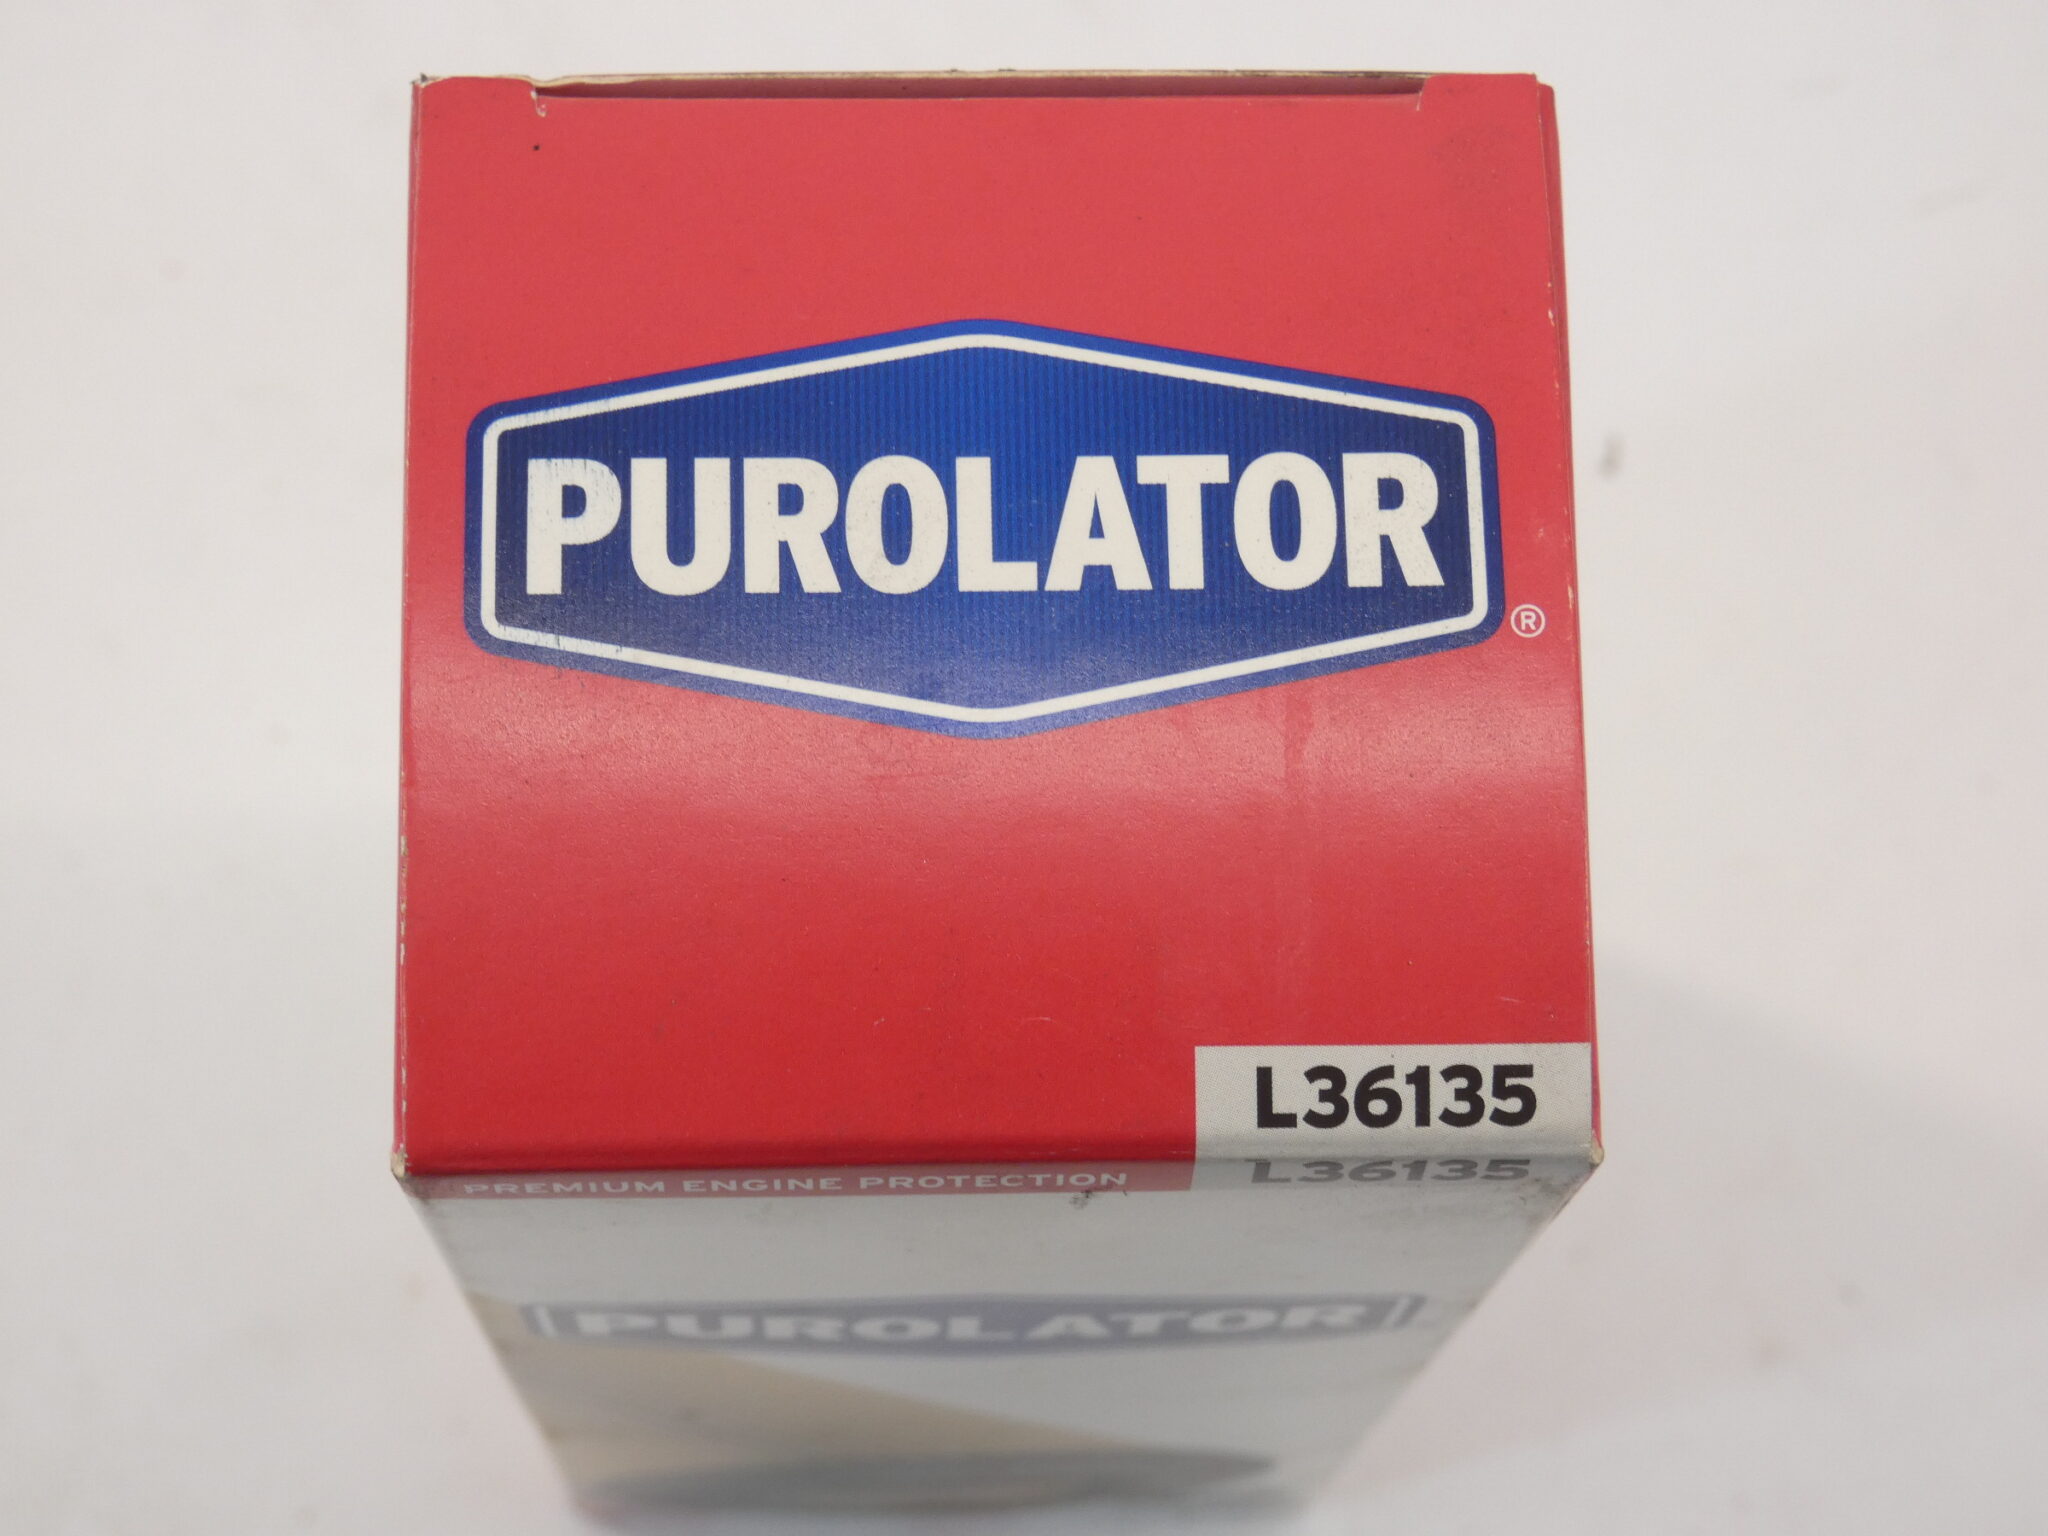 PUROLATOR
®
L36135
L36135
PREMIUM ENGINE PROTECTION
PUROLATOR